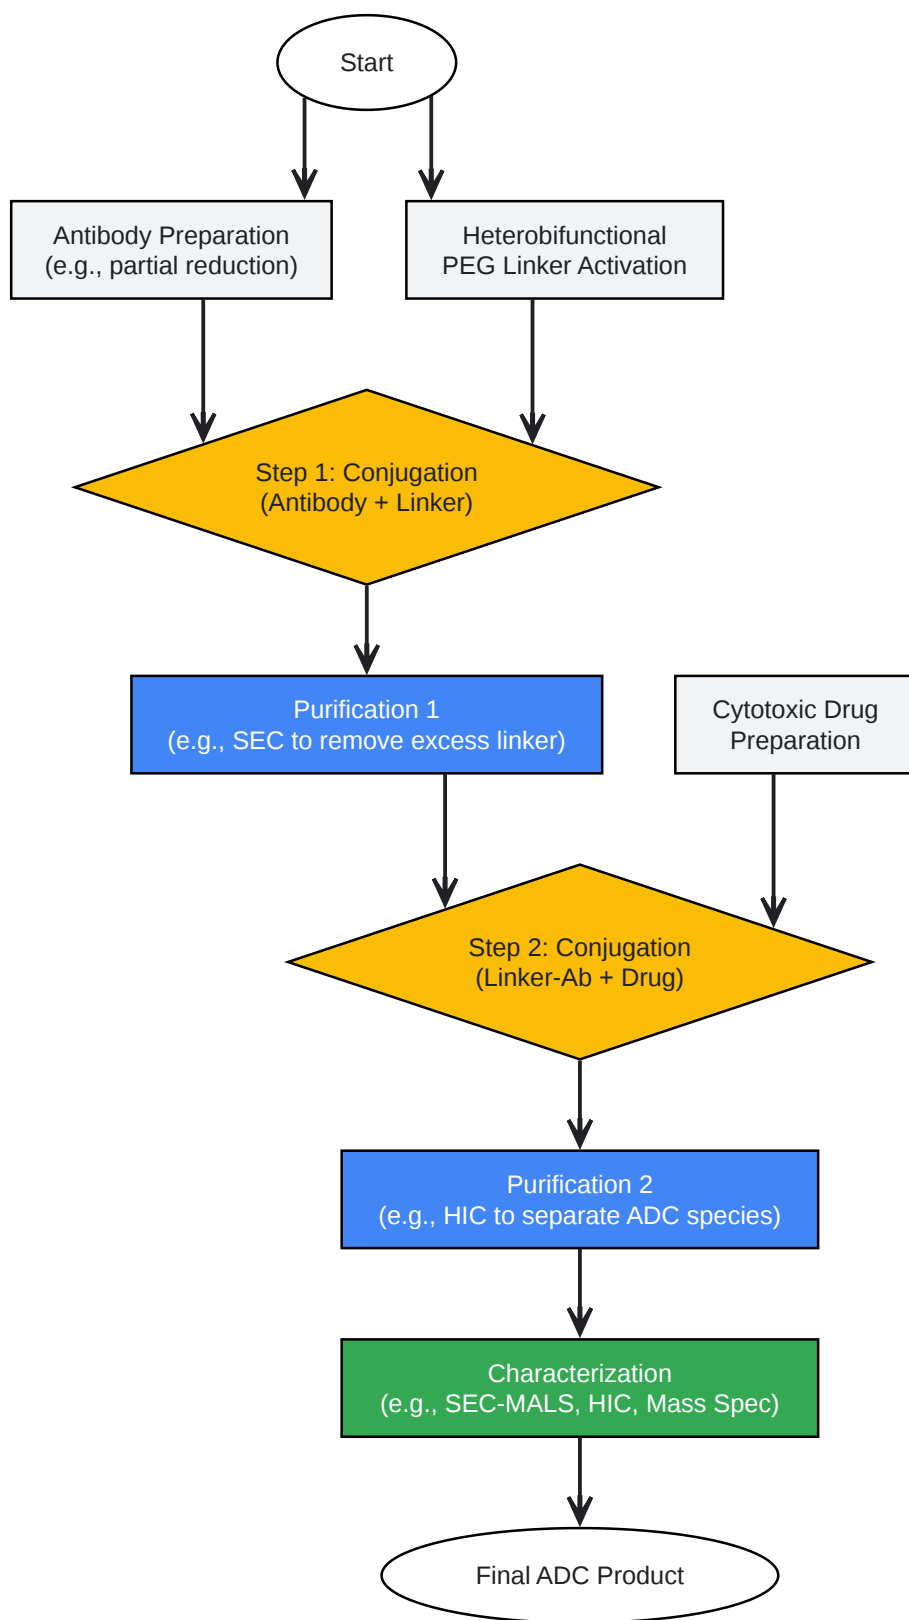 Start
Antibody Preparation
(e.g., partial reduction)
Heterobifunctional
PEG Linker Activation
Step 1: Conjugation
(Antibody + Linker)
Purification 1
(e.g., SEC to remove excess linker)
Cytotoxic Drug
Preparation
Step 2: Conjugation
(Linker-Ab + Drug)
Purification 2
(e.g., HIC to separate ADC species)
Characterization
(e.g., SEC-MALS, HIC, Mass Spec)
Final ADC Product